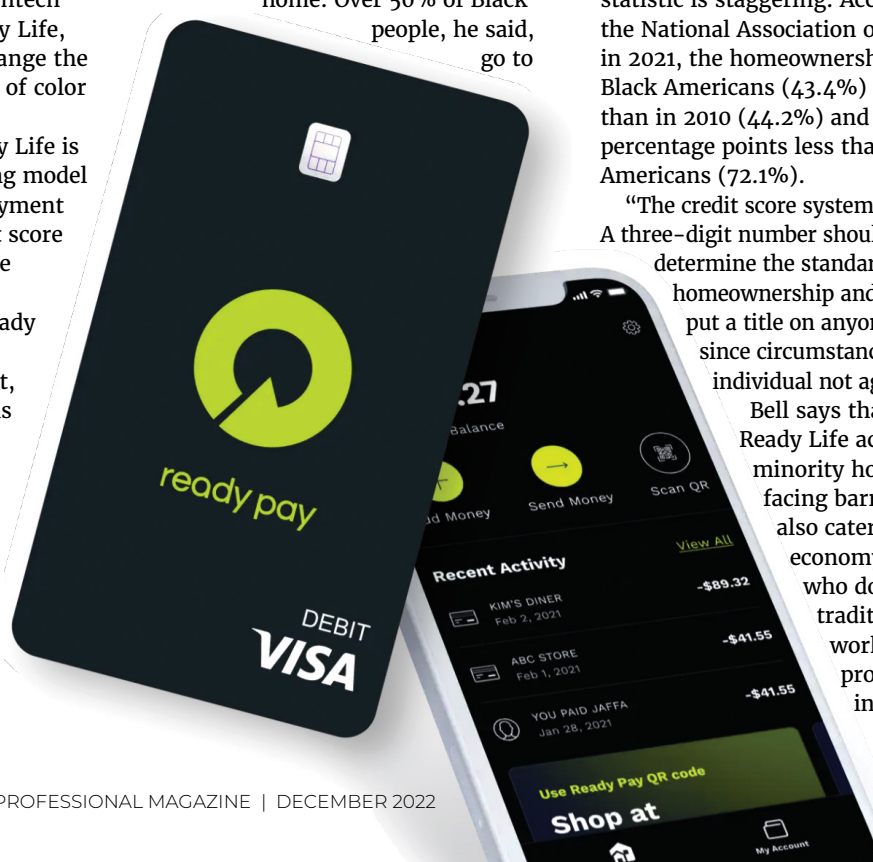 ntech
y Life,
ange the
of color
y Life is
ng model
yment
score
e
ady
t,
s
home. Over 50% of Black
people, he said,
go to
statistic is staggering. Acc
the National Association o
in 2021, the homeownersh
Black Americans (43.4%)
than in 2010 (44.2%) and
percentage points less tha
Americans (72.1%).
“The credit score system
A three-digit number shoul
determine the standar
homeownership and
put a title on anyon
since circumstanc
individual not ag
Bell says tha
Ready Life ac
minority ho
facing barr
also cater
economy
who do
tradit
work
pro
in
ready pay
DEBIT
VISA
.27
Balance
dd Money
Send Money
Scan QR
Recent Activity
View All
KIM'S DINER
Feb 2, 2021
-$89.32
ABC STORE
Feb 1, 2021
-$41.55
YOU PAID JAFFA
Jan 28, 2021
-$41.55
Use Ready Pay QR code
Shop at
My Account
PROFESSIONAL MAGAZINE | DECEMBER 2022